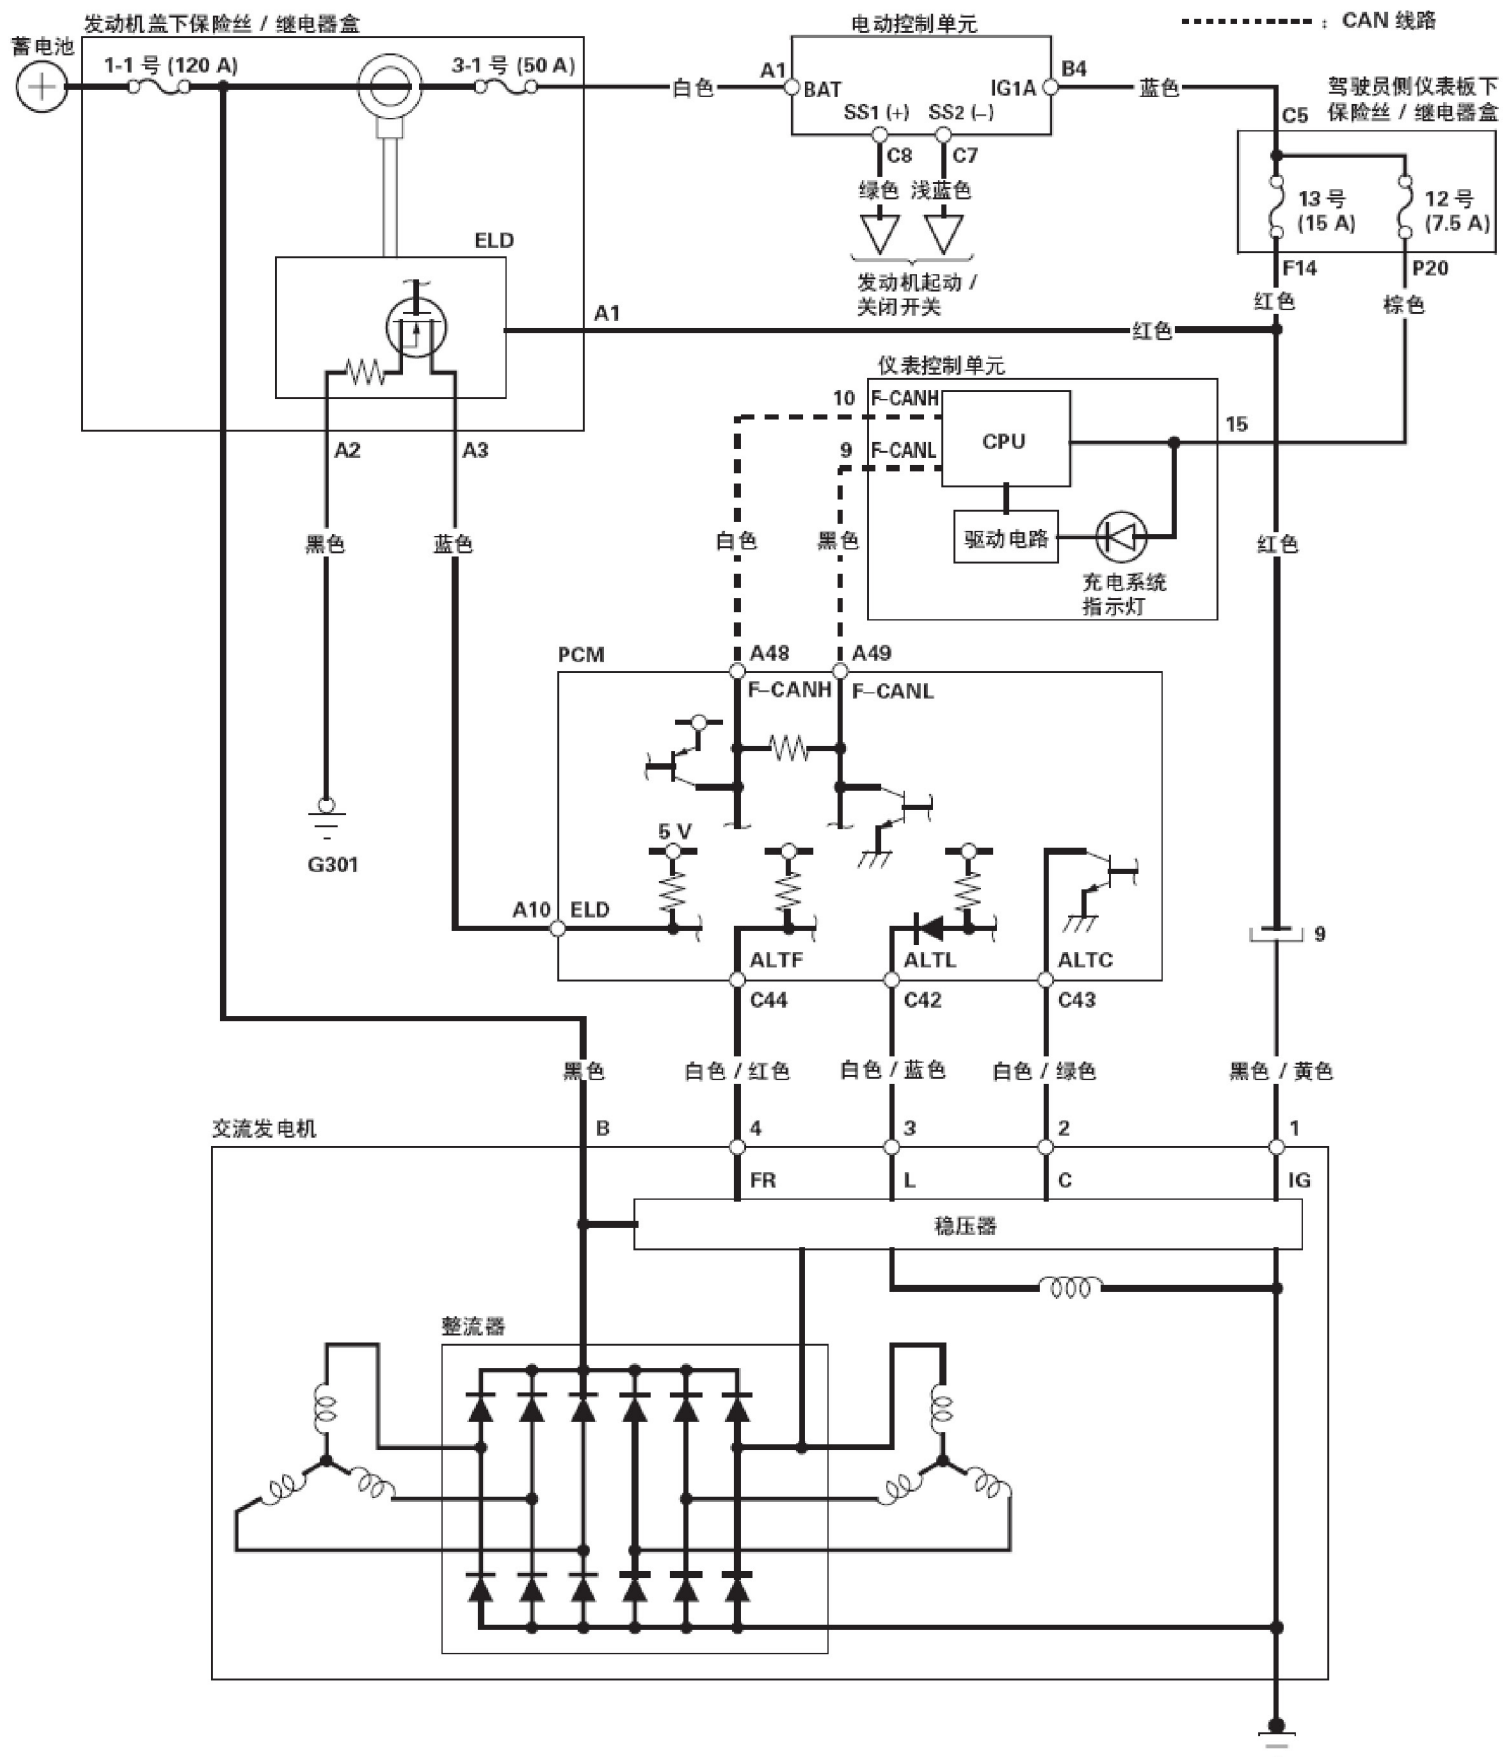 发动机盖下保险丝 / 继电器盒
电动控制单元
: CAN 线路
蓄电池
1-1 号 (120 A)
3-1 号 (50 A)
白色
A1
BAT
IG1A
B4
蓝色
驾驶员侧仪表板下
保险丝 / 继电器盒
SS1 (+)
SS2 (–)
C5
C8
C7
绿色
浅蓝色
13 号
(15 A)
12 号
(7.5 A)
ELD
发动机起动 /
关闭开关
F14
P20
红色
棕色
A1
红色
仪表控制单元
10
F–CANH
9
F–CANL
CPU
15
A2
A3
黑色
蓝色
白色
黑色
驱动电路
红色
充电系统
指示灯
PCM
A48
A49
F–CANH
F–CANL
5 V
G301
A10
ELD
9
ALTF
ALTL
ALTC
C44
C42
C43
黑色
白色 / 红色
白色 / 蓝色
白色 / 绿色
黑色 / 黄色
交流发电机
B
4
3
2
1
FR
L
C
IG
稳压器
整流器